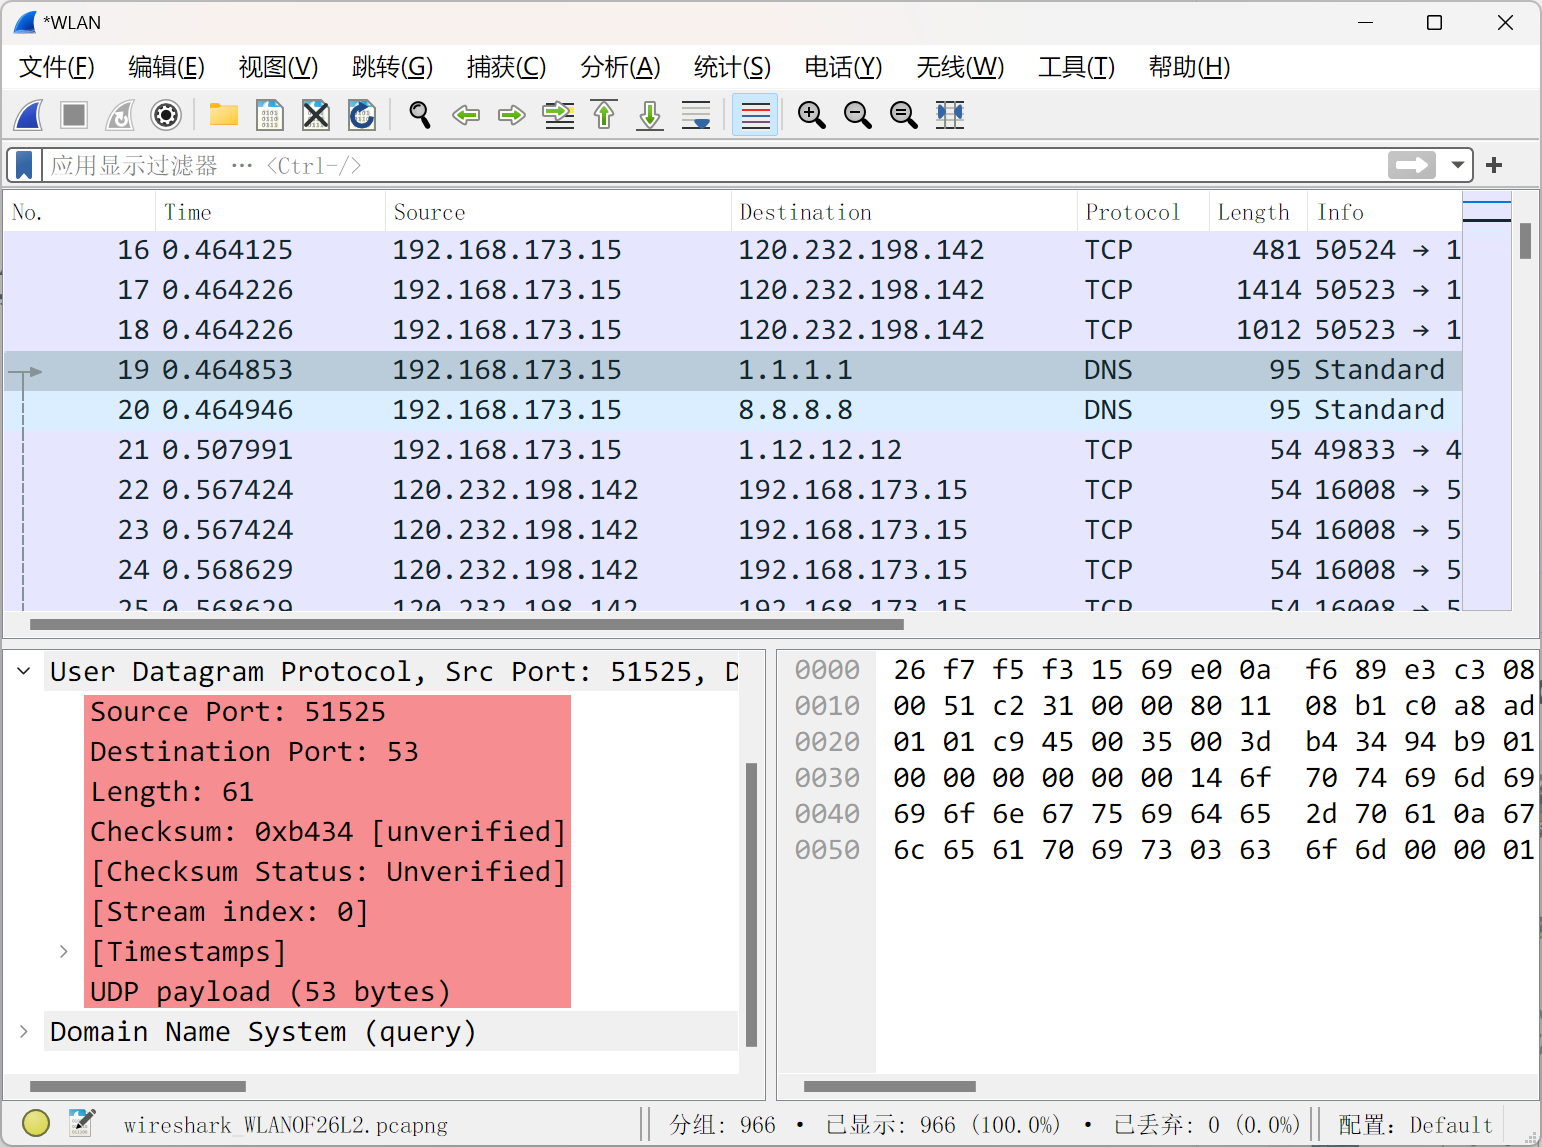 *WLAN
文件(F) 编辑(E) 视图(V) 跳转(G) 捕获(C) 分析(A) 统计(S) 电话(Y) 无线(W) 工具(T) 帮助(H)
应用显示过滤器 … <Ctrl-/>
No. Time Source Destination Protocol Length Info
16 0.464125 192.168.173.15 120.232.198.142 TCP 481 50524 → 1
17 0.464226 192.168.173.15 120.232.198.142 TCP 1414 50523 → 1
18 0.464226 192.168.173.15 120.232.198.142 TCP 1012 50523 → 1
19 0.464853 192.168.173.15 1.1.1.1 DNS 95 Standard
20 0.464946 192.168.173.15 8.8.8.8 DNS 95 Standard
21 0.507991 192.168.173.15 1.12.12.12 TCP 54 49833 → 4
22 0.567424 120.232.198.142 192.168.173.15 TCP 54 16008 → 5
23 0.567424 120.232.198.142 192.168.173.15 TCP 54 16008 → 5
24 0.568629 120.232.198.142 192.168.173.15 TCP 54 16008 → 5
25 0.568629 120.232.198.142 192.168.173.15 TCP 54 16008 → 5
User Datagram Protocol, Src Port: 51525, D
Source Port: 51525
Destination Port: 53
Length: 61
Checksum: 0xb434 [unverified]
[Checksum Status: Unverified]
[Stream index: 0]
[Timestamps]
UDP payload (53 bytes)
Domain Name System (query)
0000 26 f7 f5 f3 15 69 e0 0a f6 89 e3 c3 08
0010 00 51 c2 31 00 00 80 11 08 b1 c0 a8 ad
0020 01 01 c9 45 00 35 00 3d b4 34 94 b9 01
0030 00 00 00 00 00 00 14 6f 70 74 69 6d 69
0040 69 6f 6e 67 75 69 64 65 2d 70 61 0a 67
0050 6c 65 61 70 69 73 03 63 6f 6d 00 00 01
wireshark_WLANOF26L2.pcapng 分组: 966 • 已显示: 966 (100.0%) • 已丢弃: 0 (0.0%) 配置: Default